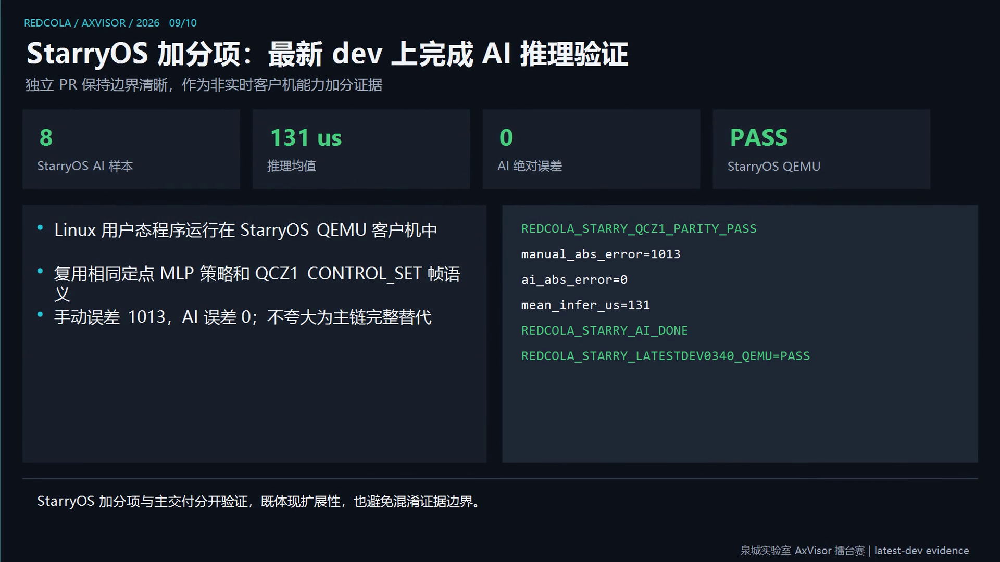 REDCOLA / AXVISOR / 2026   09/10
StarryOS 加分项：最新 dev 上完成 AI 推理验证
独立 PR 保持边界清晰，作为非实时客户机能力加分证据
8
StarryOS AI 样本
131 us
推理均值
0
AI 绝对误差
PASS
StarryOS QEMU
• Linux 用户态程序运行在 StarryOS QEMU 客户机中
• 复用相同定点 MLP 策略和 QCZ1 CONTROL_SET 帧语
义
• 手动误差 1013，AI 误差 0；不夸大为主链完整替代
REDCOLA_STARRY_QCZ1_PARITY_PASS
manual_abs_error=1013
ai_abs_error=0
mean_infer_us=131
REDCOLA_STARRY_AI_DONE
REDCOLA_STARRY_LATESTDEV0340_QEMU=PASS
StarryOS 加分项与主交付分开验证，既体现扩展性，也避免混淆证据边界。
泉城实验室 AxVisor 擂台赛 | latest-dev evidence